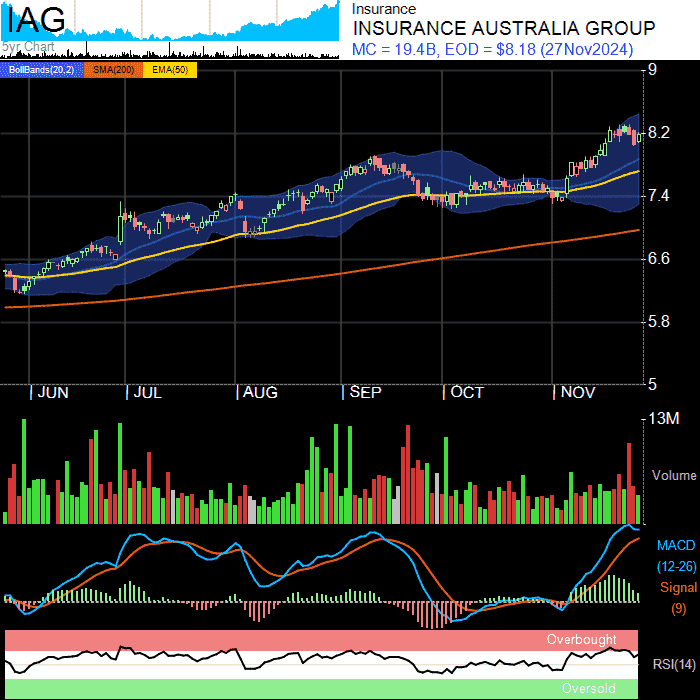 IAG
5yr Chart
Insurance
INSURANCE AUSTRALIA GROUP
MC = 19.4B, EOD = $8.18 (27Nov2024)
BollBands(20,2) SMA(200) EMA(50)
9
8.2
7.4
6.6
5.8
5
JUN JUL AUG SEP OCT NOV
13M
Volume
MACD
(12-26)
Signal
(9)
Overbought
RSI(14)
Oversold